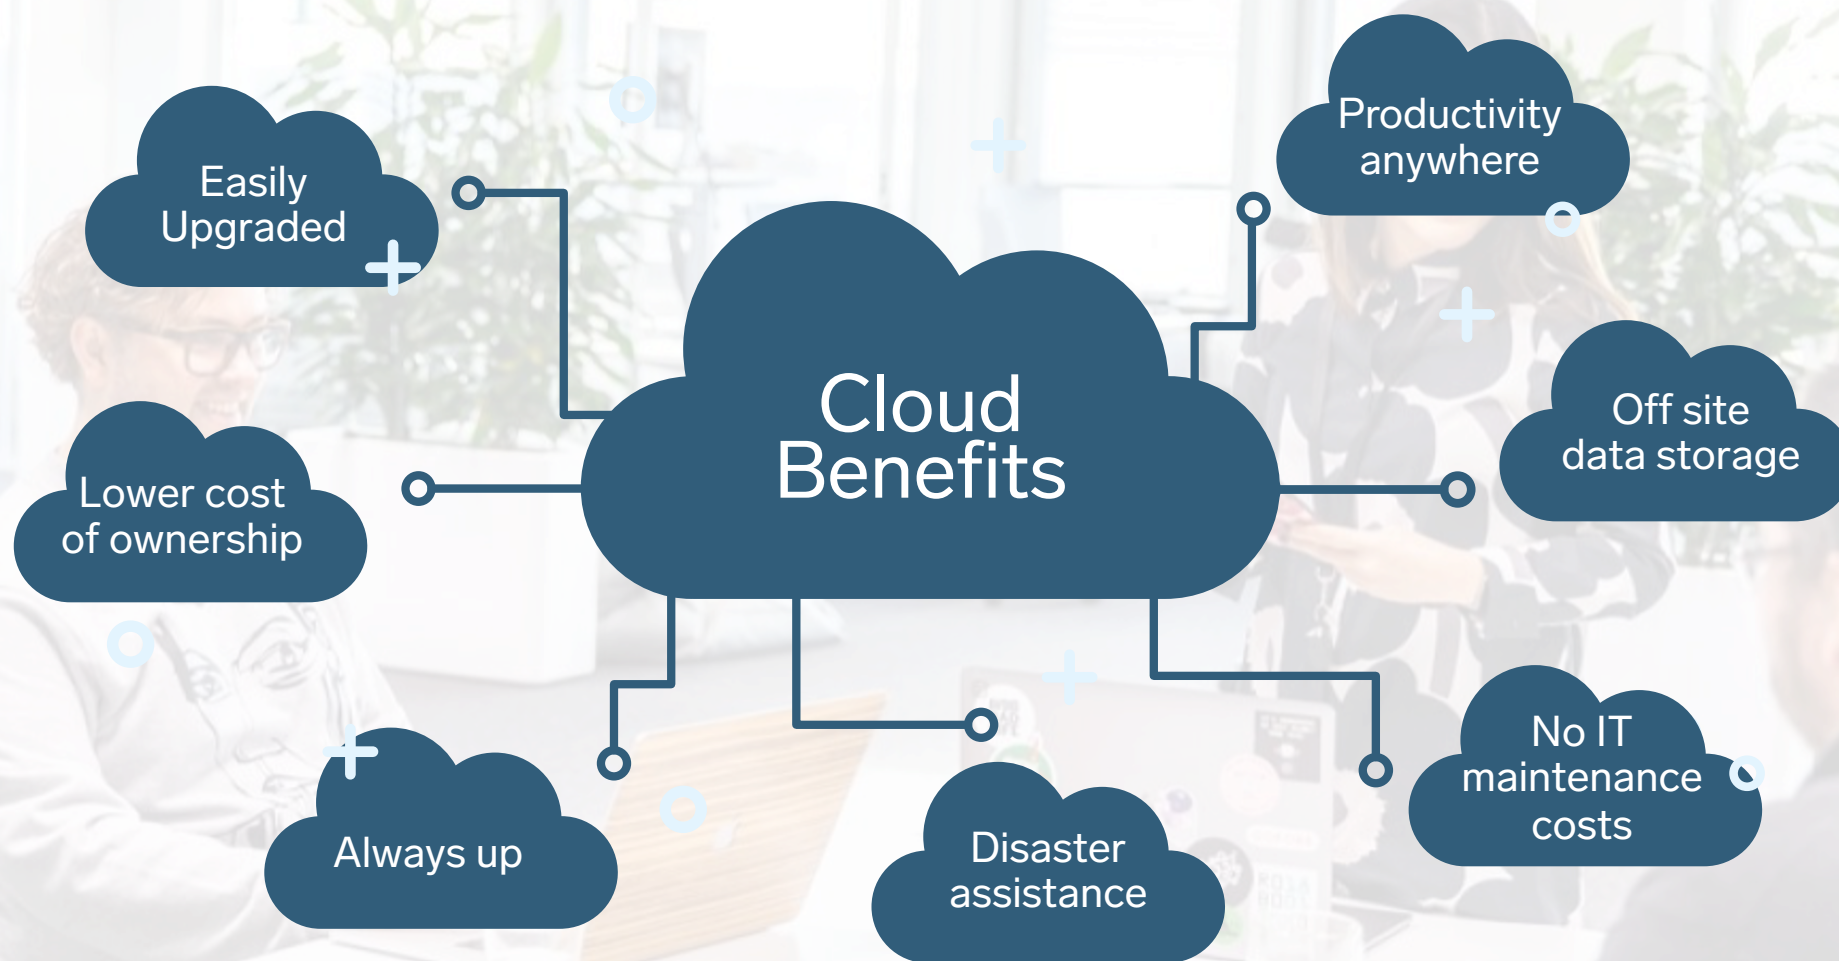 Easily
Upgraded
Productivity
anywhere
Cloud
Benefits
Off site
data storage
Lower cost
of ownership
No IT
maintenance
costs
Always up
Disaster
assistance